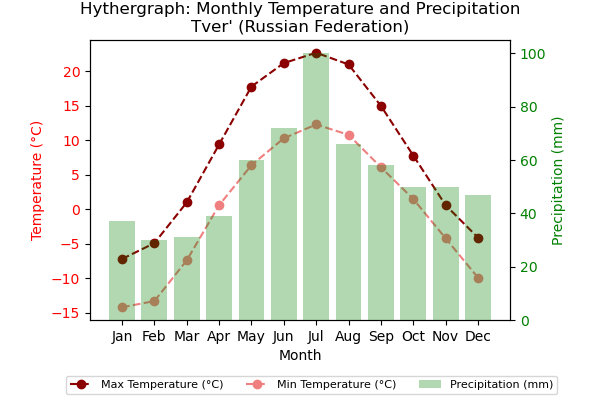 Hythergraph: Monthly Temperature and Precipitation
Tver' (Russian Federation)
Temperature (°C)
20
15
10
5
0
−5
−10
−15
100
80
60
40
20
0
Precipitation (mm)
Jan Feb Mar Apr May Jun Jul Aug Sep Oct Nov Dec
Month
Max Temperature (°C) Min Temperature (°C) Precipitation (mm)